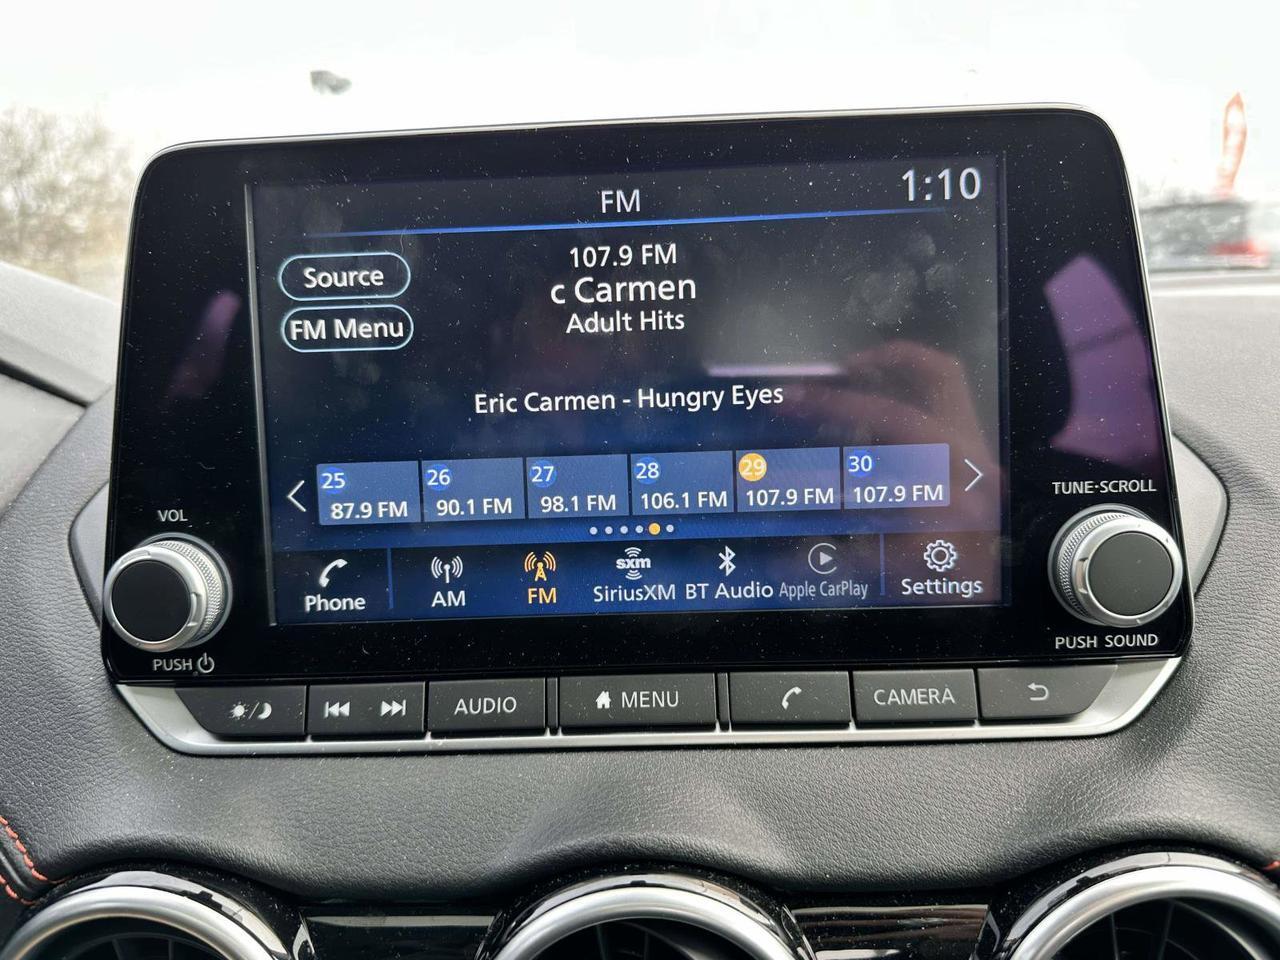 FM
1:10
Source
FM Menu
107.9 FM
c Carmen
Adult Hits
Eric Carmen - Hungry Eyes
25 26 27 28 29 30
87.9 FM 90.1 FM 98.1 FM 106.1 FM 107.9 FM 107.9 FM
Phone AM FM sxm SiriusXM BT Audio Apple CarPlay Settings
VOL
PUSH
TUNE·SCROLL
PUSH SOUND
AUDIO MENU CAMERA